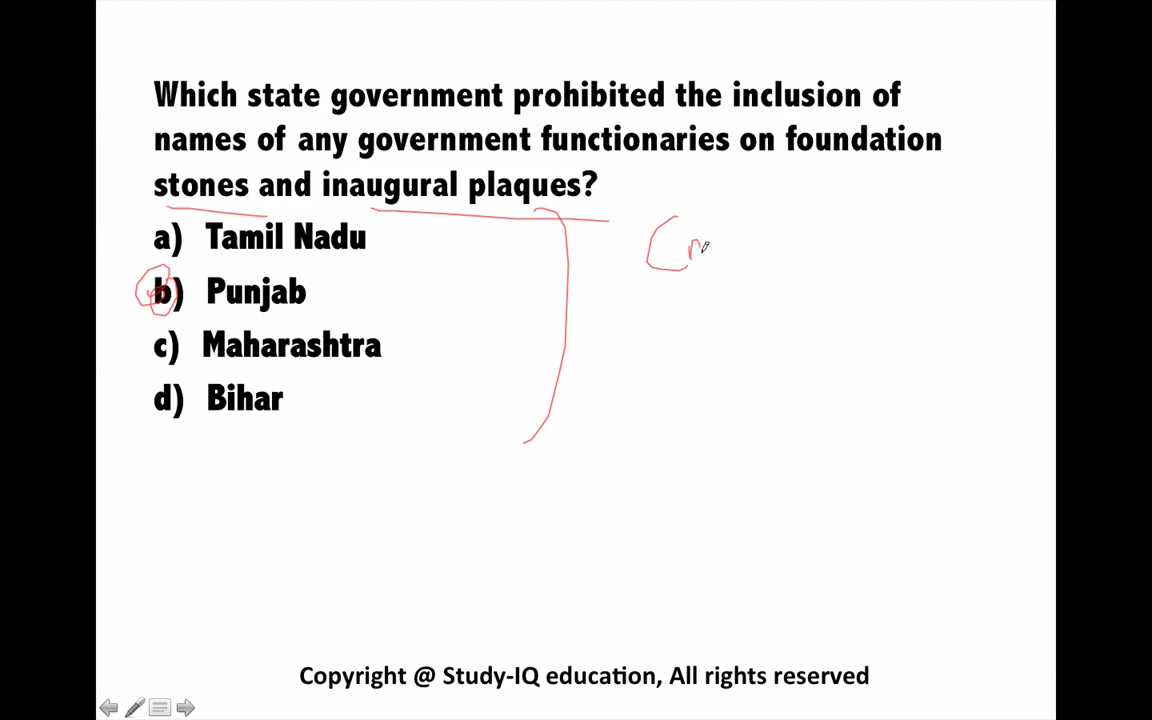 Which state government prohibited the inclusion of
names of any government functionaries on foundation
stones and inaugural plaques?
a) Tamil Nadu
b) Punjab
c) Maharashtra
d) Bihar
Copyright @ Study-IQ education, All rights reserved